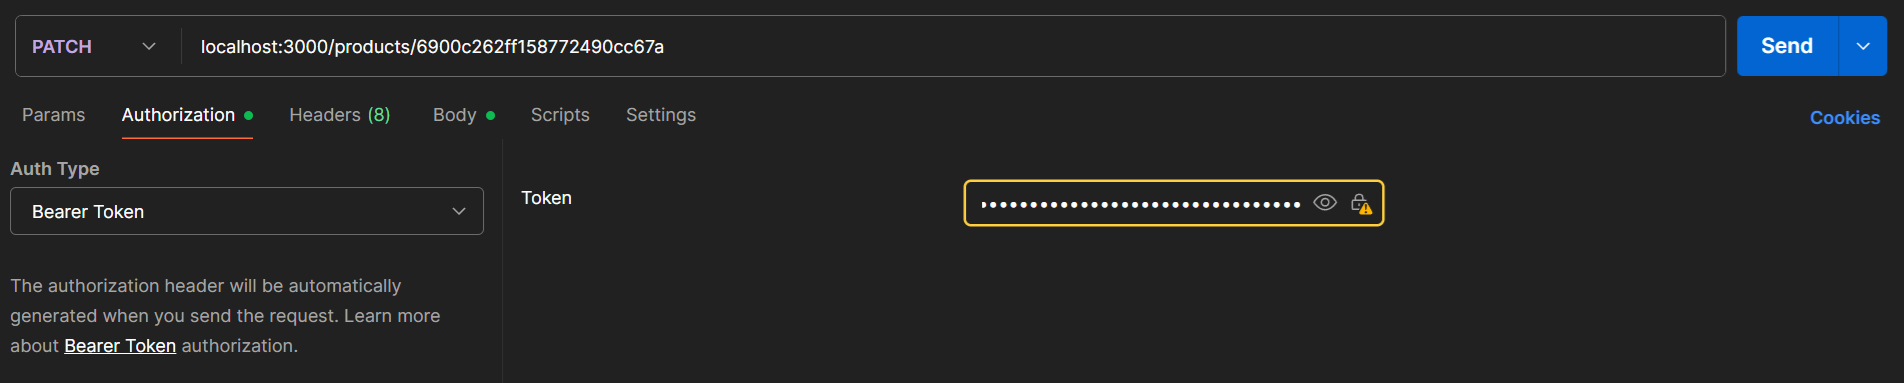 PATCH localhost:3000/products/6900c262ff158772490cc67a Send
Params Authorization Headers (8) Body Scripts Settings Cookies
Auth Type
Bearer Token
The authorization header will be automatically
generated when you send the request. Learn more
about Bearer Token authorization.
Token